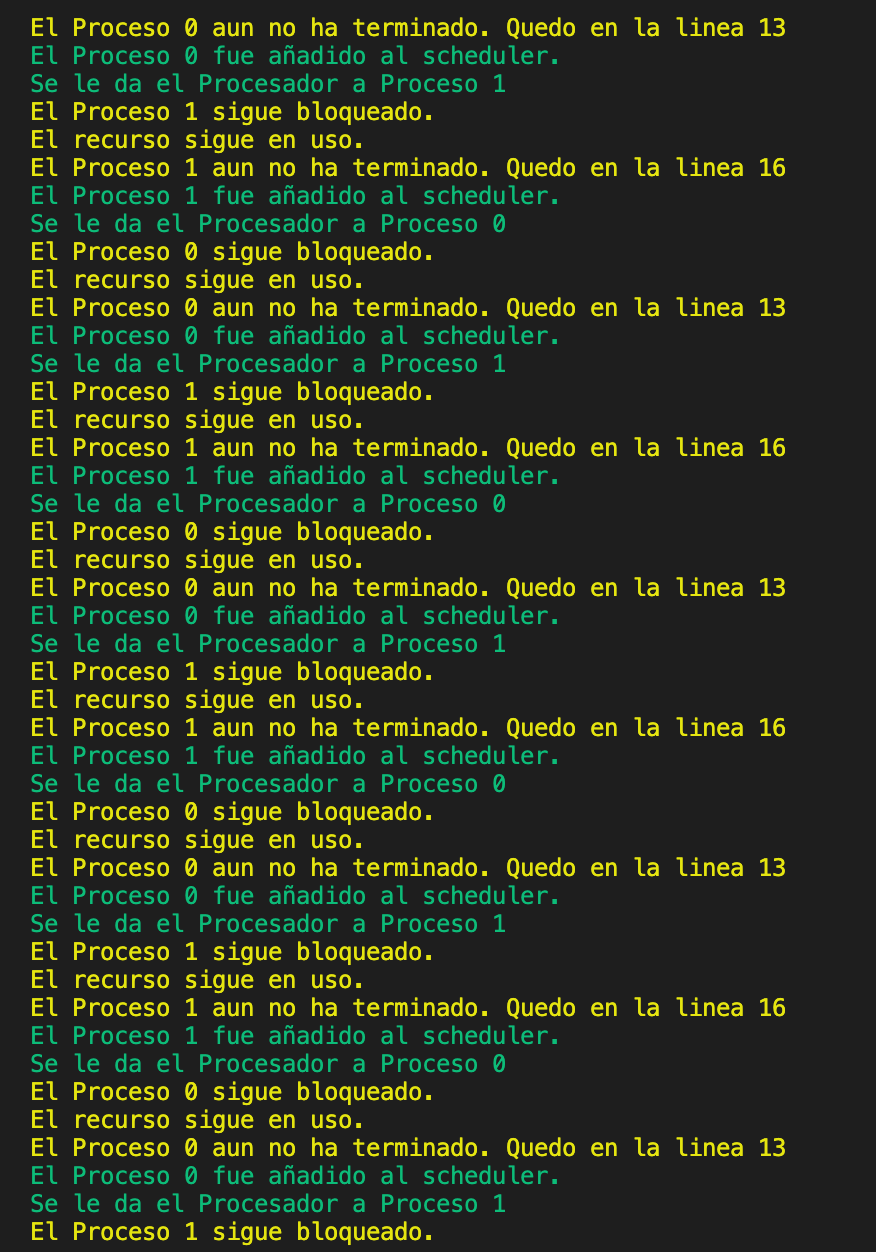 El Proceso 0 aun no ha terminado. Quedo en la linea 13
El Proceso 0 fue añadido al scheduler.
Se le da el Procesador a Proceso 1
El Proceso 1 sigue bloqueado.
El recurso sigue en uso.
El Proceso 1 aun no ha terminado. Quedo en la linea 16
El Proceso 1 fue añadido al scheduler.
Se le da el Procesador a Proceso 0
El Proceso 0 sigue bloqueado.
El recurso sigue en uso.
El Proceso 0 aun no ha terminado. Quedo en la linea 13
El Proceso 0 fue añadido al scheduler.
Se le da el Procesador a Proceso 1
El Proceso 1 sigue bloqueado.
El recurso sigue en uso.
El Proceso 1 aun no ha terminado. Quedo en la linea 16
El Proceso 1 fue añadido al scheduler.
Se le da el Procesador a Proceso 0
El Proceso 0 sigue bloqueado.
El recurso sigue en uso.
El Proceso 0 aun no ha terminado. Quedo en la linea 13
El Proceso 0 fue añadido al scheduler.
Se le da el Procesador a Proceso 1
El Proceso 1 sigue bloqueado.
El recurso sigue en uso.
El Proceso 1 aun no ha terminado. Quedo en la linea 16
El Proceso 1 fue añadido al scheduler.
Se le da el Procesador a Proceso 0
El Proceso 0 sigue bloqueado.
El recurso sigue en uso.
El Proceso 0 aun no ha terminado. Quedo en la linea 13
El Proceso 0 fue añadido al scheduler.
Se le da el Procesador a Proceso 1
El Proceso 1 sigue bloqueado.
El recurso sigue en uso.
El Proceso 1 aun no ha terminado. Quedo en la linea 16
El Proceso 1 fue añadido al scheduler.
Se le da el Procesador a Proceso 0
El Proceso 0 sigue bloqueado.
El recurso sigue en uso.
El Proceso 0 aun no ha terminado. Quedo en la linea 13
El Proceso 0 fue añadido al scheduler.
Se le da el Procesador a Proceso 1
El Proceso 1 sigue bloqueado.